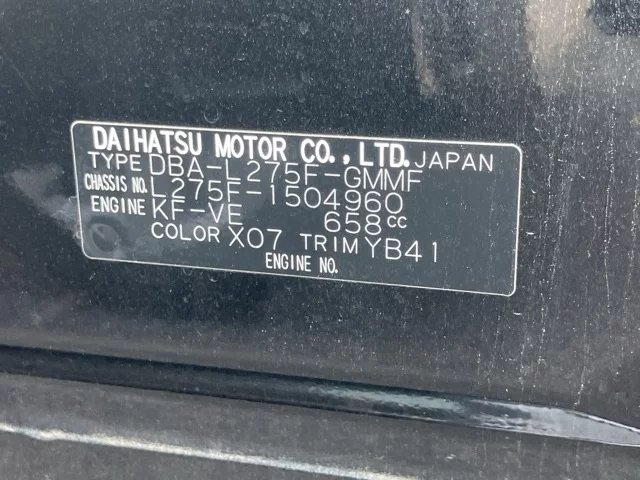 DAIHATSU MOTOR CO.,LTD. JAPAN
TYPE DBA-L275F-GMMF
CHASSIS NO. L275F-1504960
ENGINE KF-VE 658cc
COLOR X07 TRIM YB41
ENGINE NO.